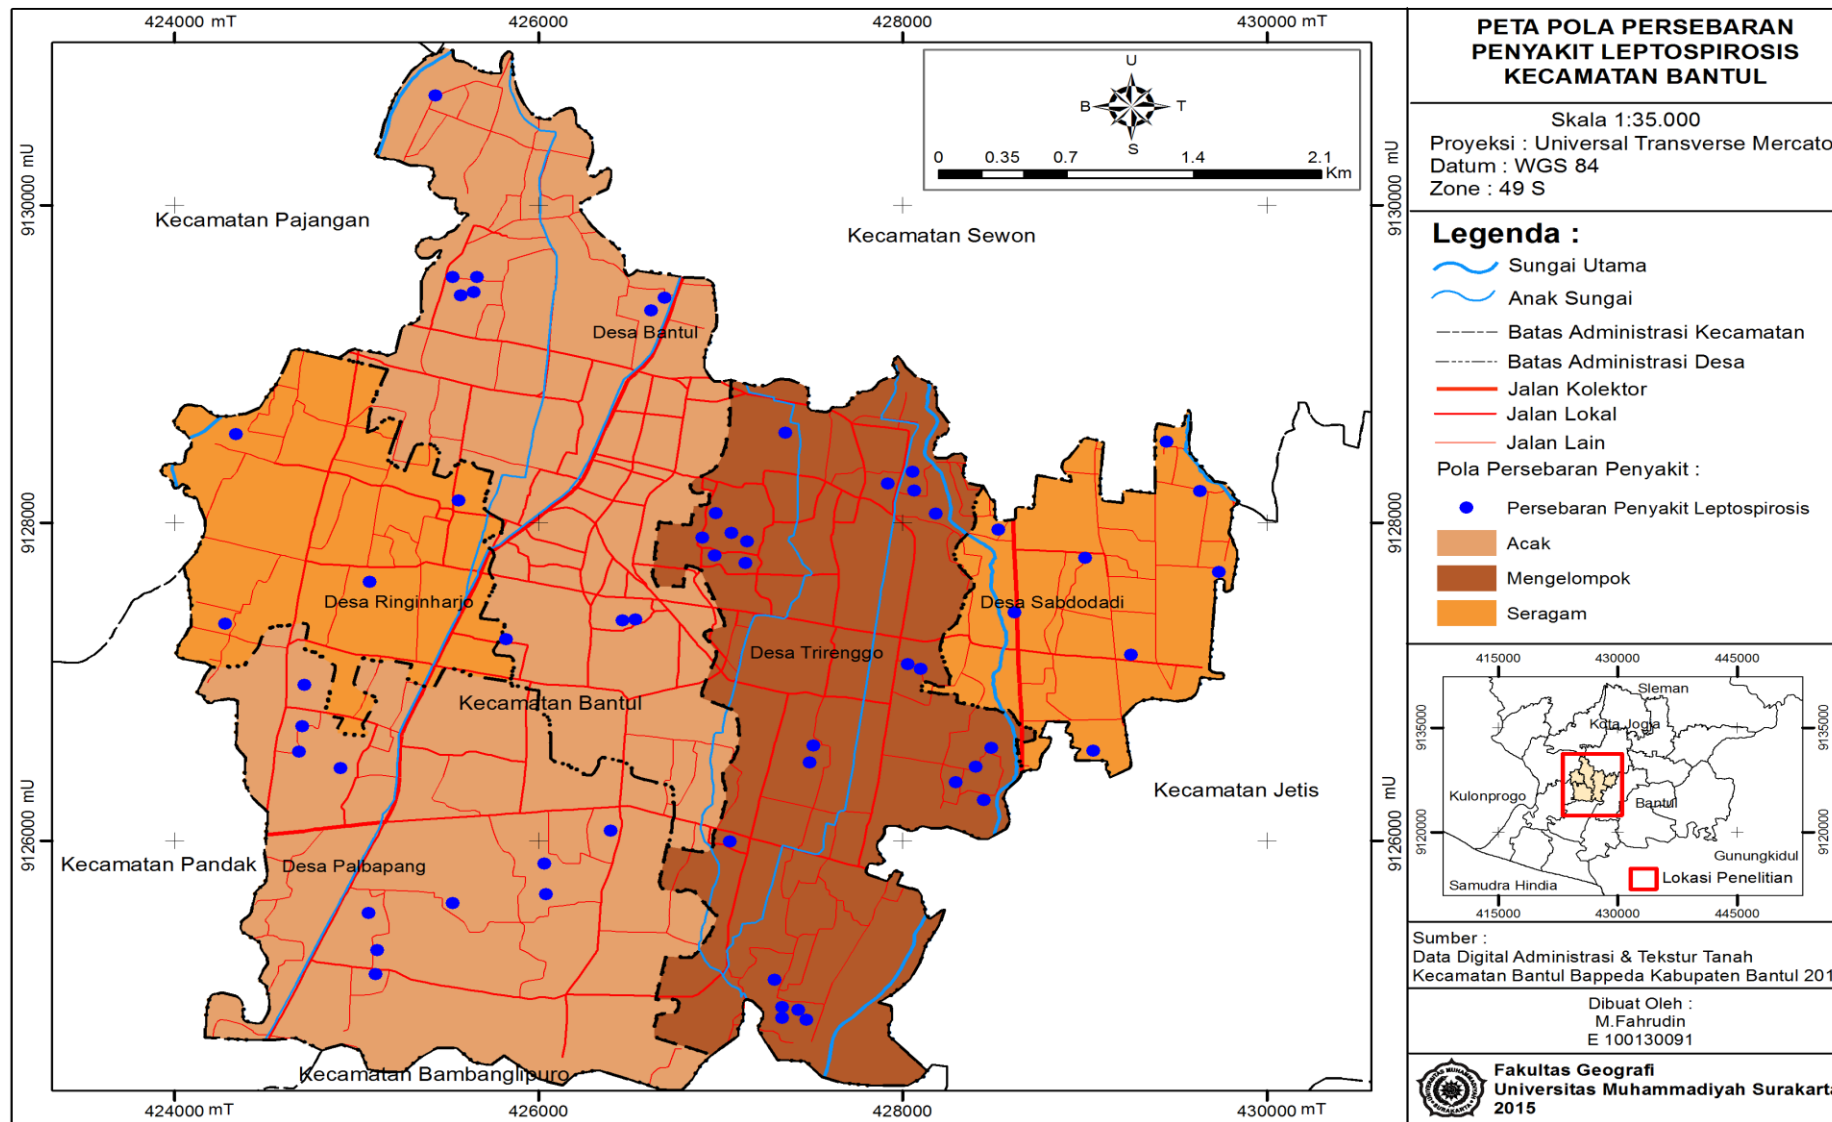 424000 mT
426000
428000
430000 mT
9130000 mU
9128000
9126000 mU
9130000 mU
9128000
9126000 mU
U
B
T
S
0
0.35
0.7
1.4
2.1
Km
Kecamatan Pajangan
Kecamatan Sewon
Desa Bantul
Desa Ringinharjo
Desa Sabdodadi
Desa Trirenggo
Kecamatan Bantul
Kecamatan Jetis
Kecamatan Pandak
Desa Palbapang
Kecamatan Bambanglipuro
424000 mT
426000
428000
430000 mT
PETA POLA PERSEBARAN
PENYAKIT LEPTOSPIROSIS
KECAMATAN BANTUL
Skala 1:35.000
Proyeksi : Universal Transverse Mercato
Datum : WGS 84
Zone : 49 S
Legenda :
Sungai Utama
Anak Sungai
Batas Administrasi Kecamatan
Batas Administrasi Desa
Jalan Kolektor
Jalan Lokal
Jalan Lain
Pola Persebaran Penyakit :
Persebaran Penyakit Leptospirosis
Acak
Mengelompok
Seragam
415000
430000
445000
9135000
9120000
9135000
9120000
Sleman
Kota Jogja
Kulonprogo
Bantul
Gunungkidul
Samudra Hindia
Lokasi Penelitian
415000
430000
445000
Sumber :
Data Digital Administrasi & Tekstur Tanah
Kecamatan Bantul Bappeda Kabupaten Bantul 201
Dibuat Oleh :
M.Fahrudin
E 100130091
Fakultas Geografi
Universitas Muhammadiyah Surakart
2015